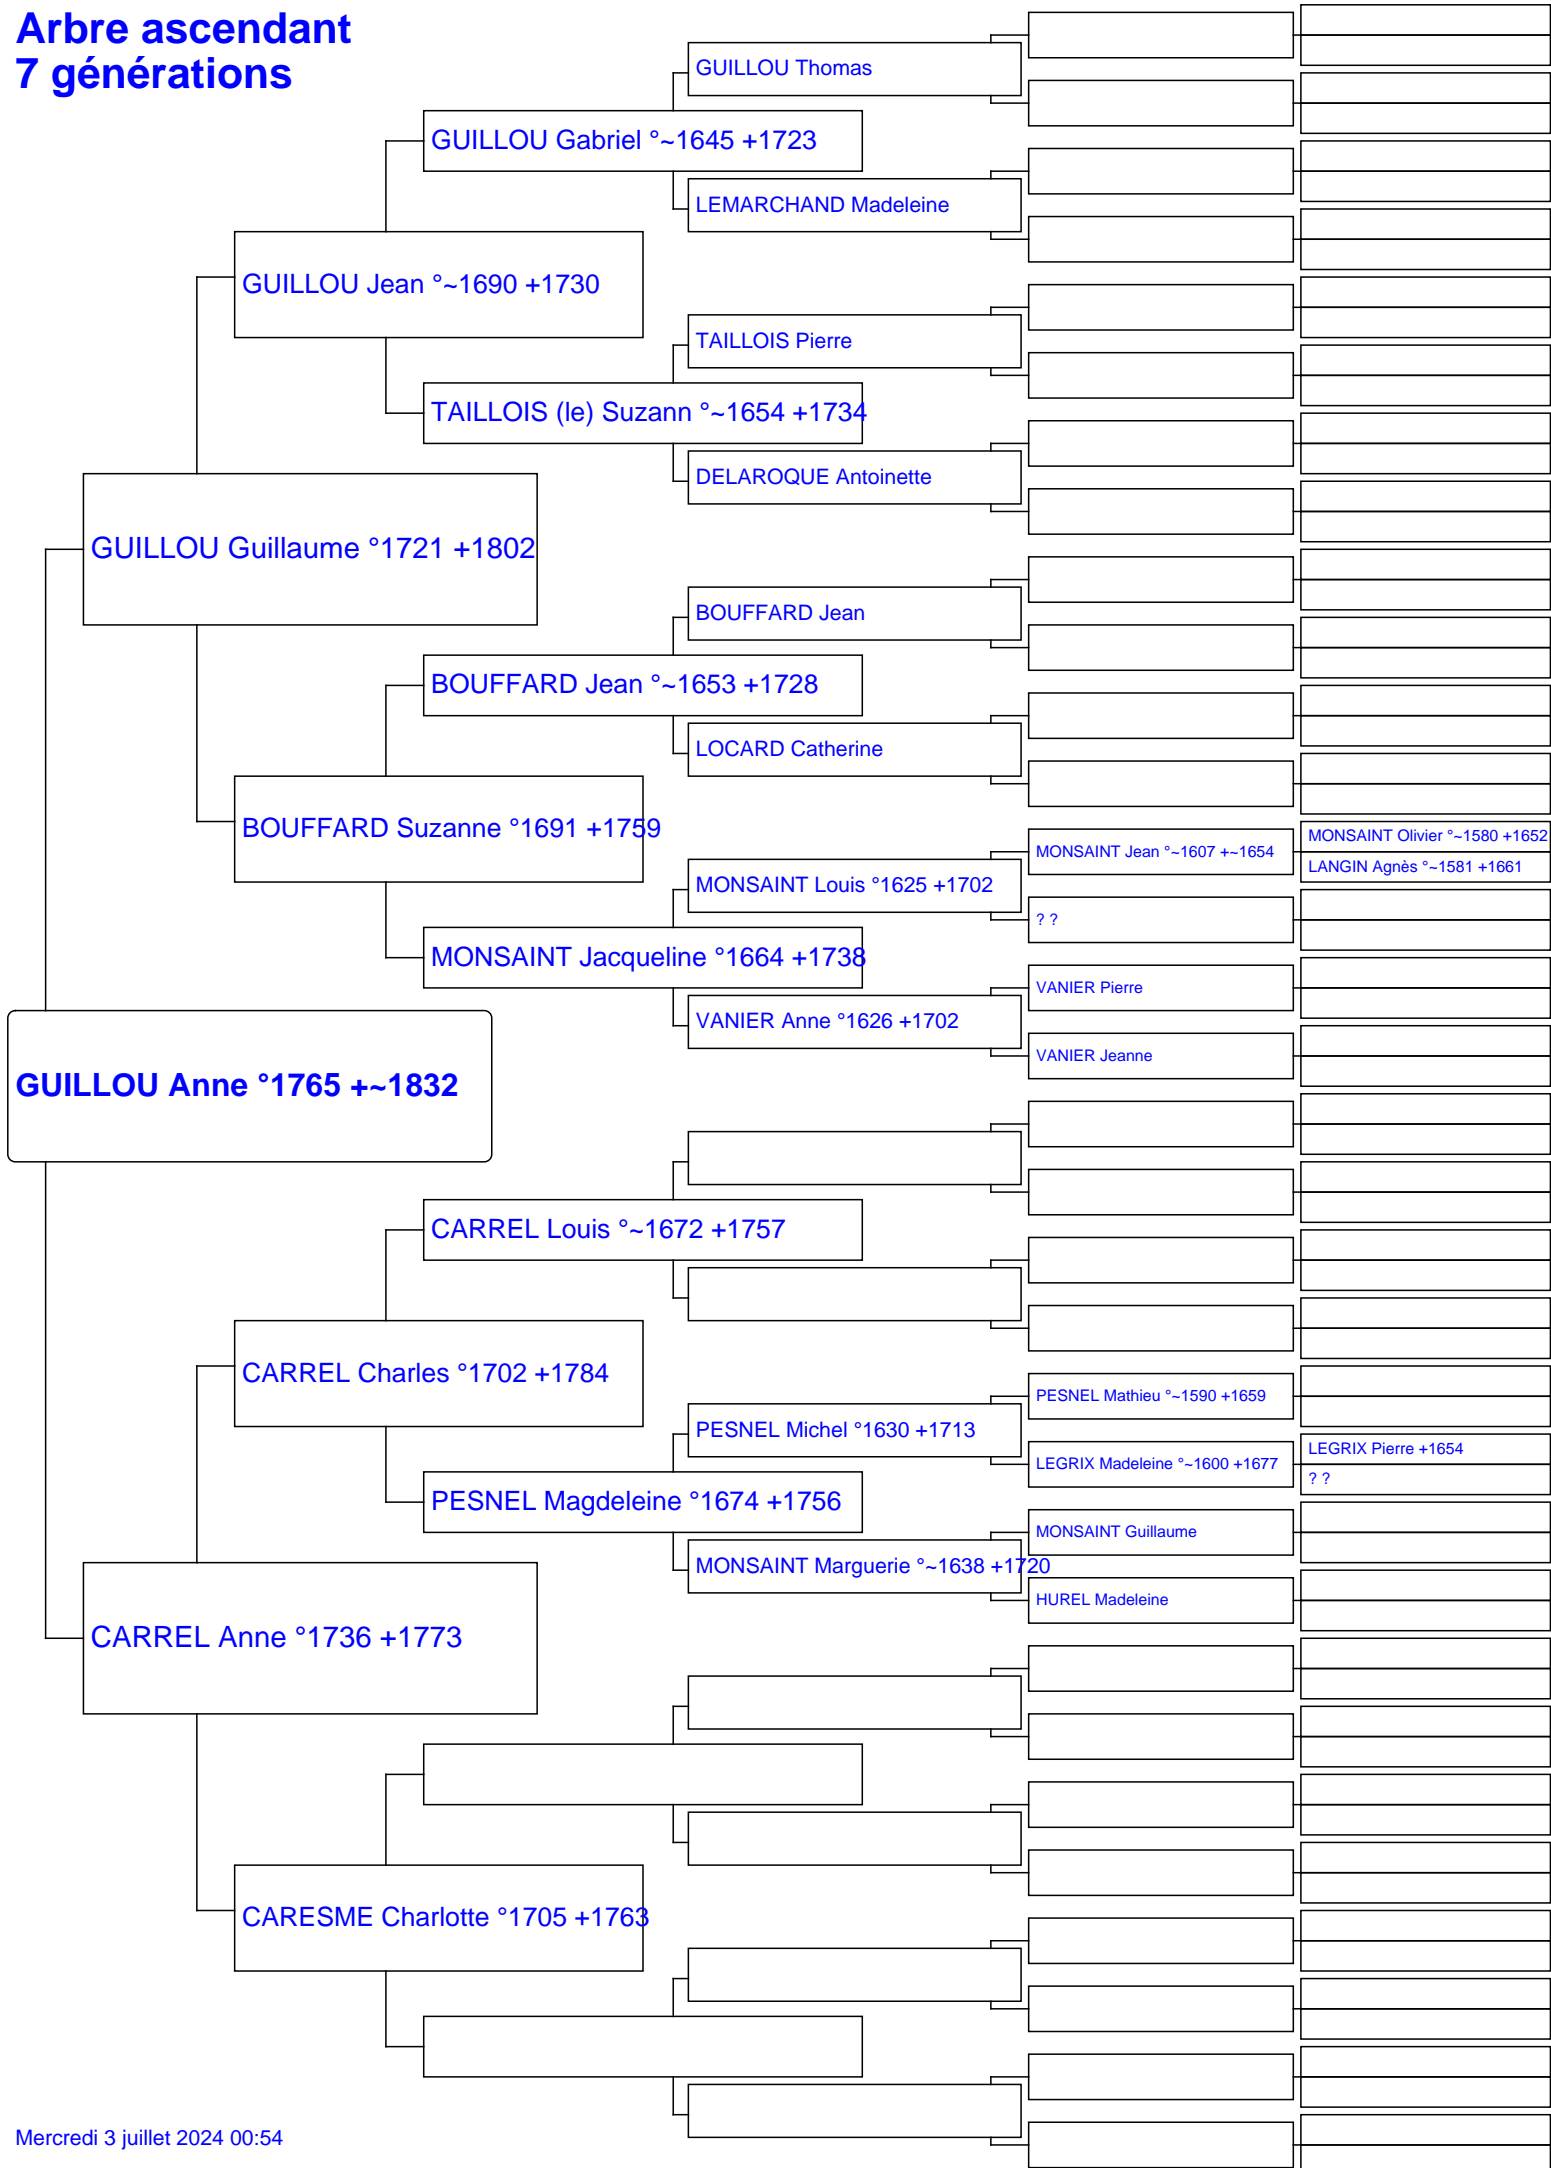 Arbre ascendant
7 générations
GUILLOU Thomas
GUILLOU Gabriel °~1645 +1723
LEMARCHAND Madeleine
GUILLOU Jean °~1690 +1730
TAILLOIS Pierre
TAILLOIS (le) Suzann °~1654 +1734
DELAROQUE Antoinette
GUILLOU Guillaume °1721 +1802
BOUFFARD Jean
BOUFFARD Jean °~1653 +1728
LOCARD Catherine
BOUFFARD Suzanne °1691 +1759
MONSAINT Olivier °~1580 +1652
MONSAINT Jean °~1607 +~1654
LANGIN Agnès °~1581 +1661
MONSAINT Louis °1625 +1702
? ?
MONSAINT Jacqueline °1664 +1738
VANIER Pierre
VANIER Anne °1626 +1702
VANIER Jeanne
GUILLOU Anne °1765 +~1832
CARREL Louis °~1672 +1757
CARREL Charles °1702 +1784
PESNEL Mathieu °~1590 +1659
PESNEL Michel °1630 +1713
LEGRIX Pierre +1654
LEGRIX Madeleine °~1600 +1677
? ?
PESNEL Magdeleine °1674 +1756
MONSAINT Guillaume
MONSAINT Marguerie °~1638 +1720
HUREL Madeleine
CARREL Anne °1736 +1773
CARESME Charlotte °1705 +1763
Mercredi 3 juillet 2024 00:54